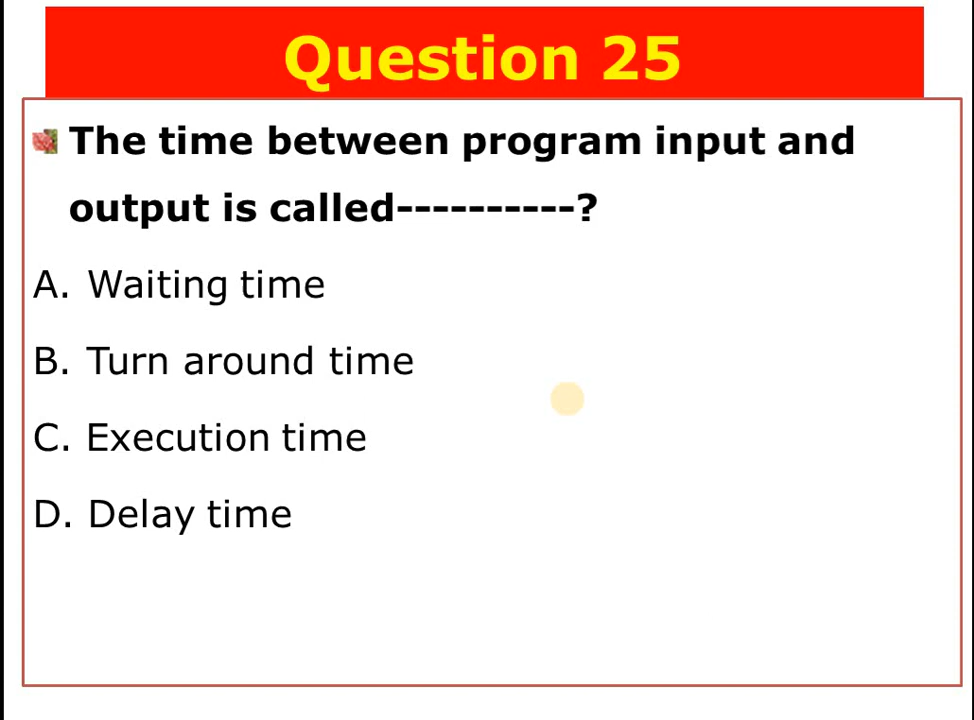 Question 25
The time between program input and
output is called----------?
A. Waiting time
B. Turn around time
C. Execution time
D. Delay time